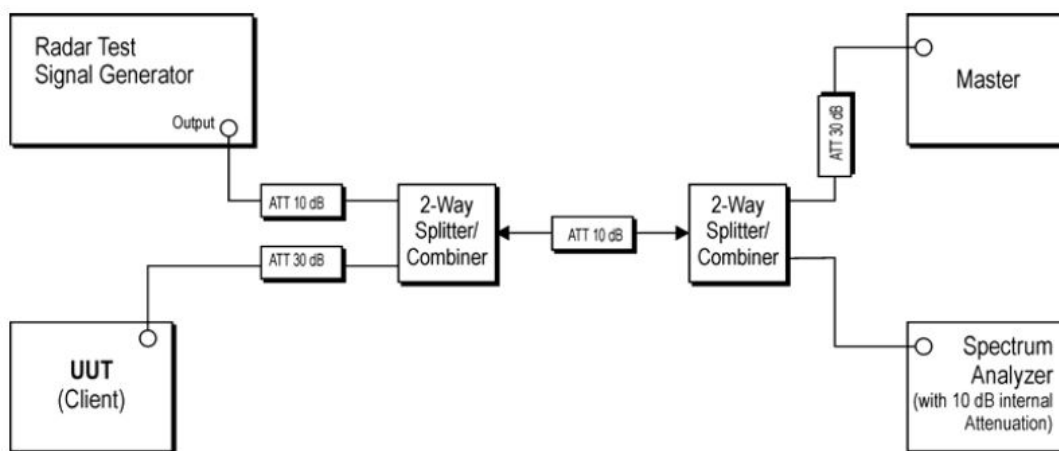 Radar Test
Signal Generator
Output
ATT 10 dB
2-Way
Splitter/
Combiner
ATT 30 dB
UUT
(Client)
ATT 10 dB
2-Way
Splitter/
Combiner
ATT 30 dB
Master
Spectrum
Analyzer
(with 10 dB internal
Attenuation)